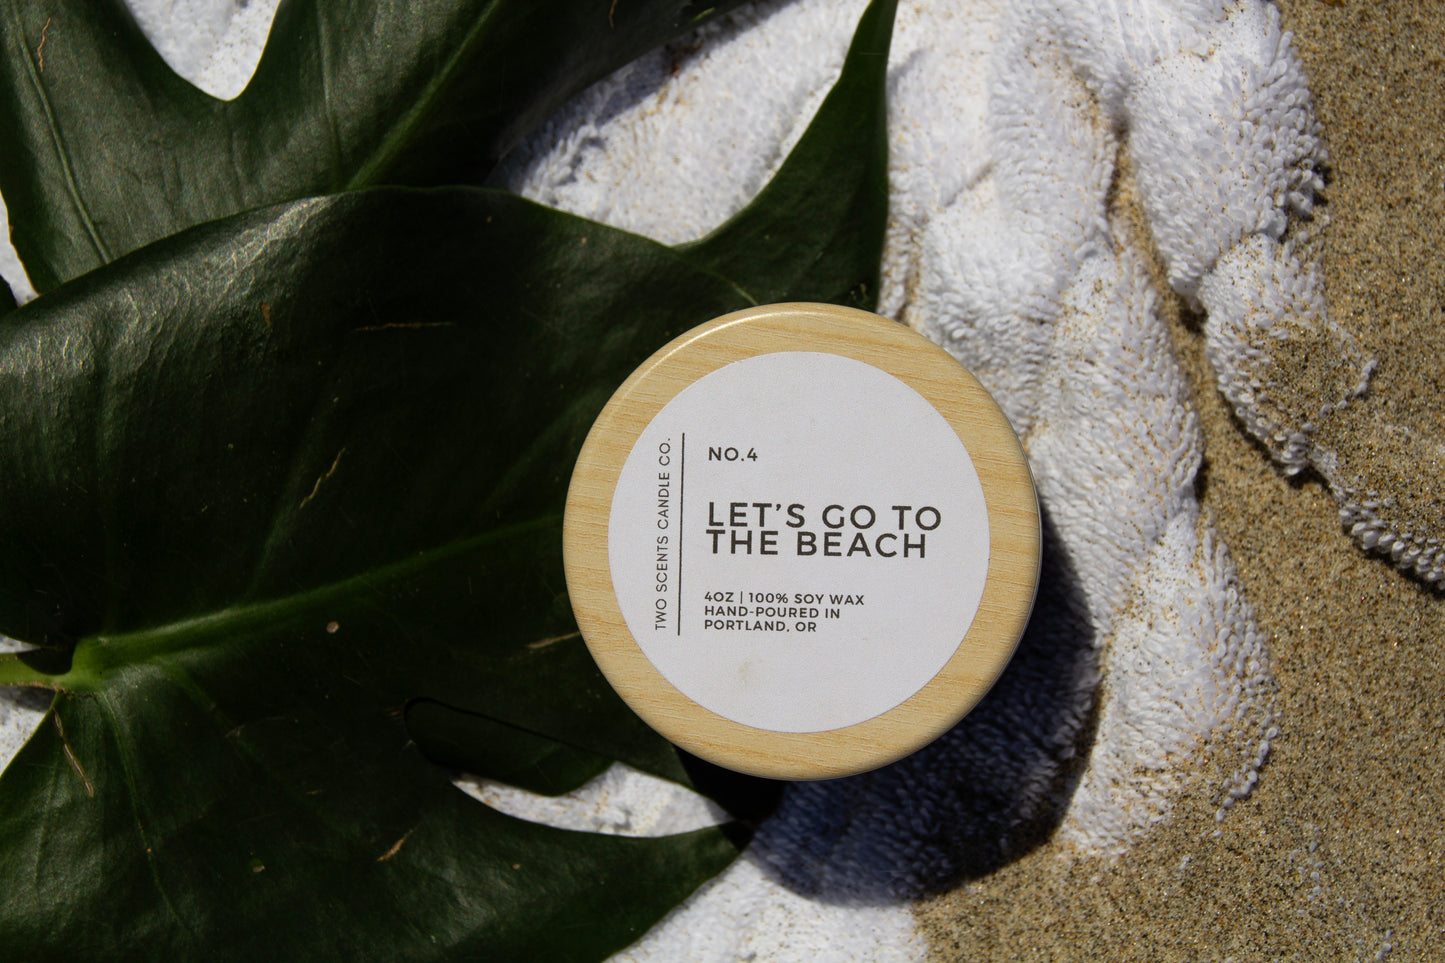 TWO SCENTS CANDLE CO.
NO.4
LET'S GO TO
THE BEACH
4OZ | 100% SOY WAX
HAND-POURED IN
PORTLAND, OR